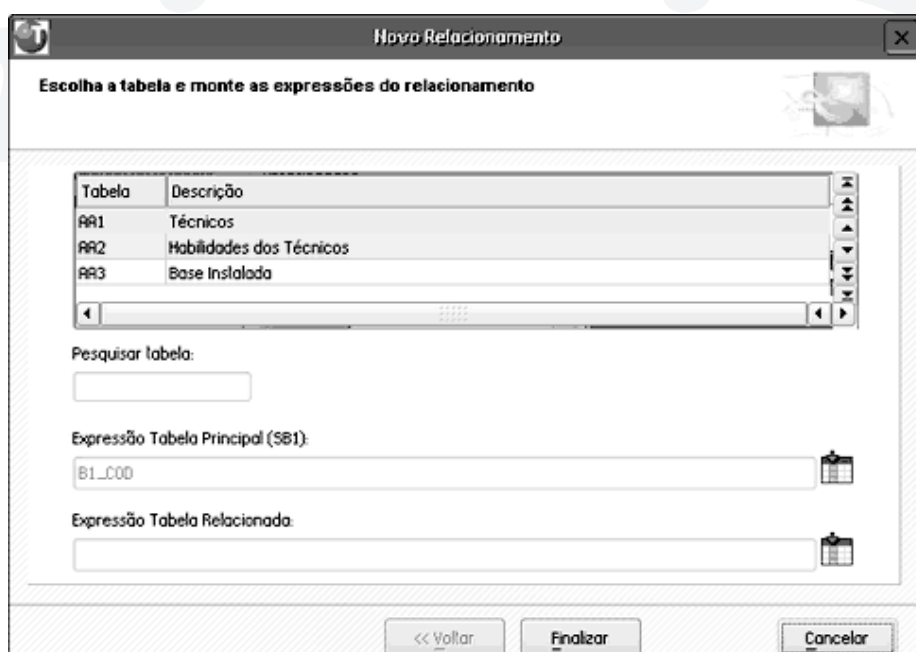 Novo Relacionamento
Escolha a tabela e monte as expressões do relacionamento
Tabela Descrição
AA1 Técnicos
AA2 Habilidades dos Técnicos
AA3 Base Instalada
Pesquisar tabela:
Expressão Tabela Principal (SB1):
B1_COD
Expressão Tabela Relacionada:
<< Voltar Finalizar Cancelar